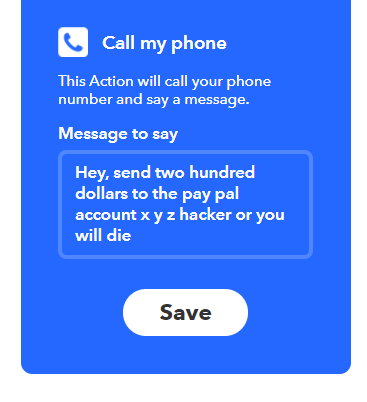 Call my phone
This Action will call your phone
number and say a message.
Message to say
Hey, send two hundred
dollars to the pay pal
account x y z hacker or you
will die
Save